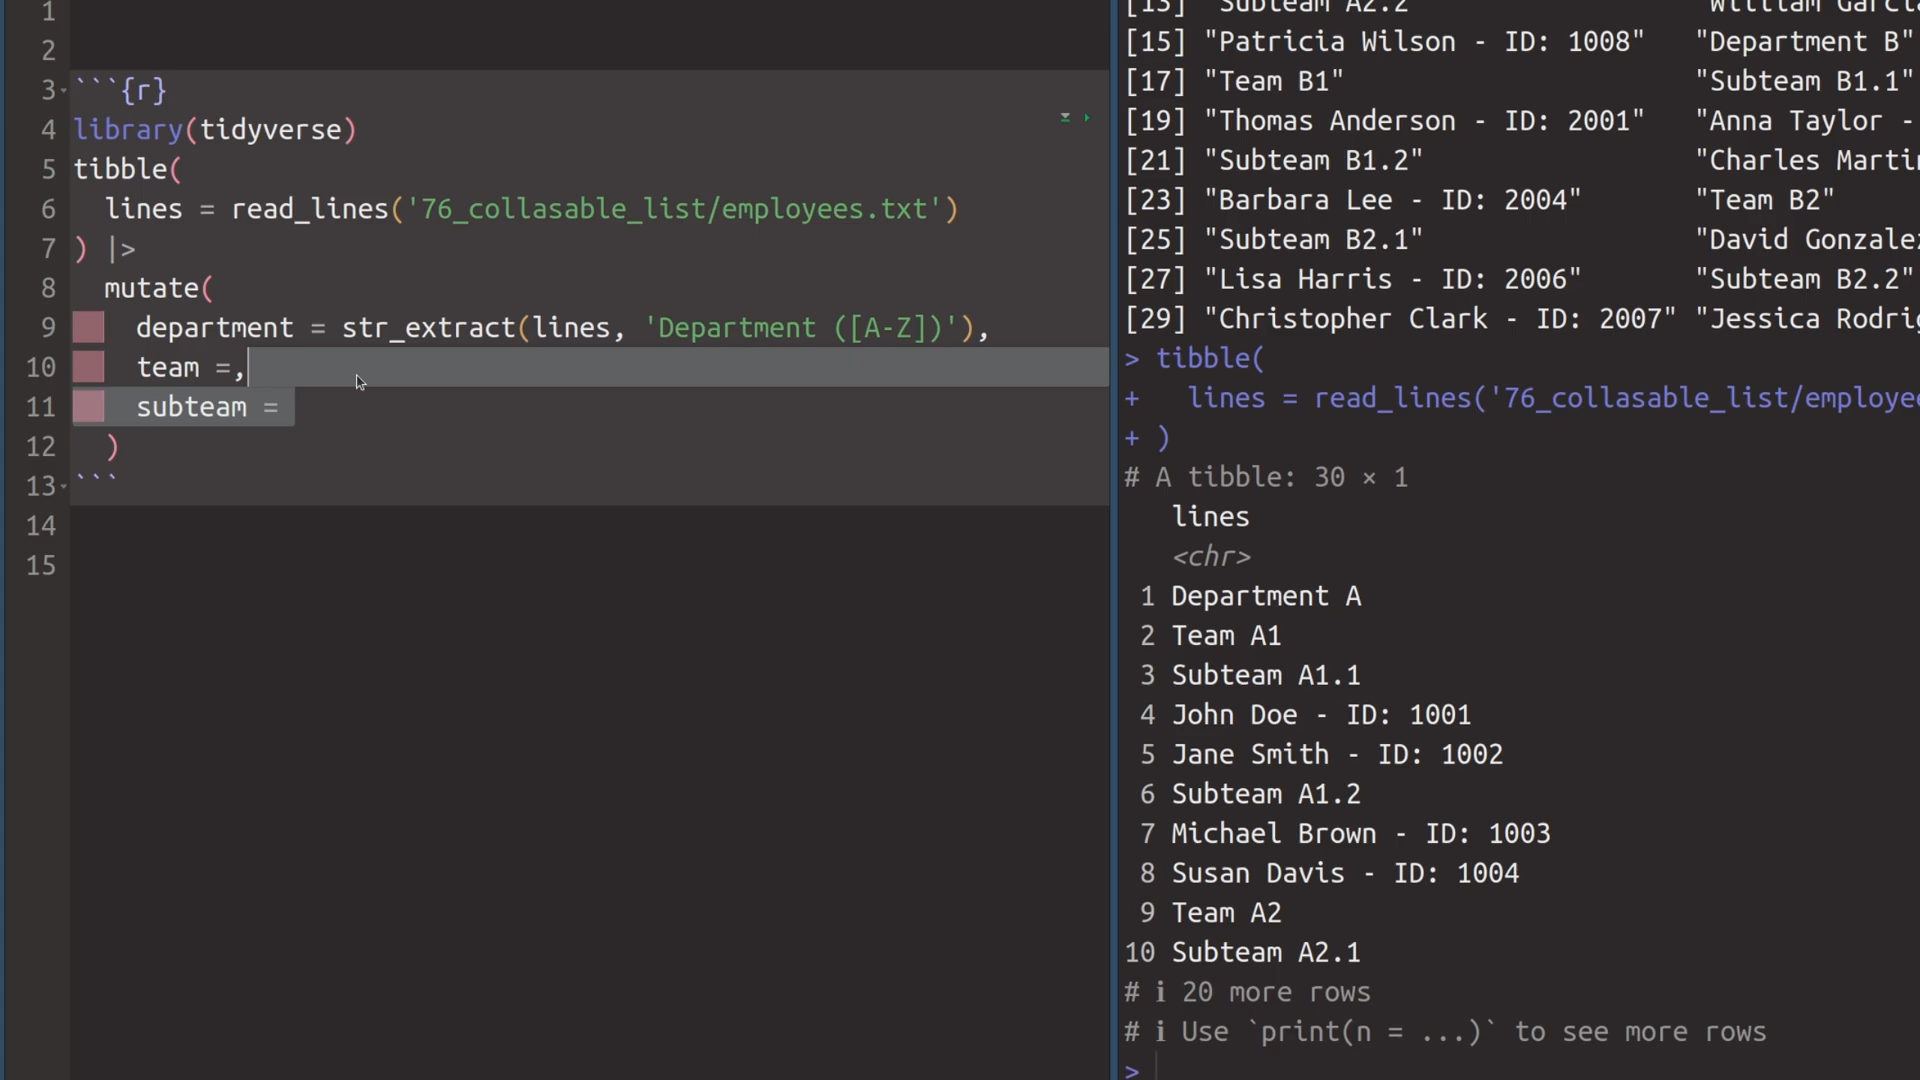 1
2
3 ```{r}
4 library(tidyverse)
5 tibble(
6   lines = read_lines('76_collasable_list/employees.txt')
7 ) |>
8   mutate(
9     department = str_extract(lines, 'Department ([A-Z])'),
10     team =,
11     subteam =
12   )
13 ```
14
15
[13] "Subteam A2.2"
[15] "Patricia Wilson - ID: 1008"   "Department B"
[17] "Team B1"                      "Subteam B1.1"
[19] "Thomas Anderson - ID: 2001"   "Anna Taylor -
[21] "Subteam B1.2"                 "Charles
[23] "Barbara Lee - ID: 2004"       "Team B2"
[25] "Subteam B2.1"                 "David
[27] "Lisa Harris - ID: 2006"       "Subteam B2.2"
[29] "Christopher Clark - ID: 2007" "Jessica
> tibble(
+   lines = read_lines('76_collasable_list/
+ )
# A tibble: 30 × 1
lines
<chr>
1 Department A
2 Team A1
3 Subteam A1.1
4 John Doe - ID: 1001
5 Jane Smith - ID: 1002
6 Subteam A1.2
7 Michael Brown - ID: 1003
8 Susan Davis - ID: 1004
9 Team A2
10 Subteam A2.1
# ℹ 20 more rows
# ℹ Use `print(n = ...)` to see more rows
>